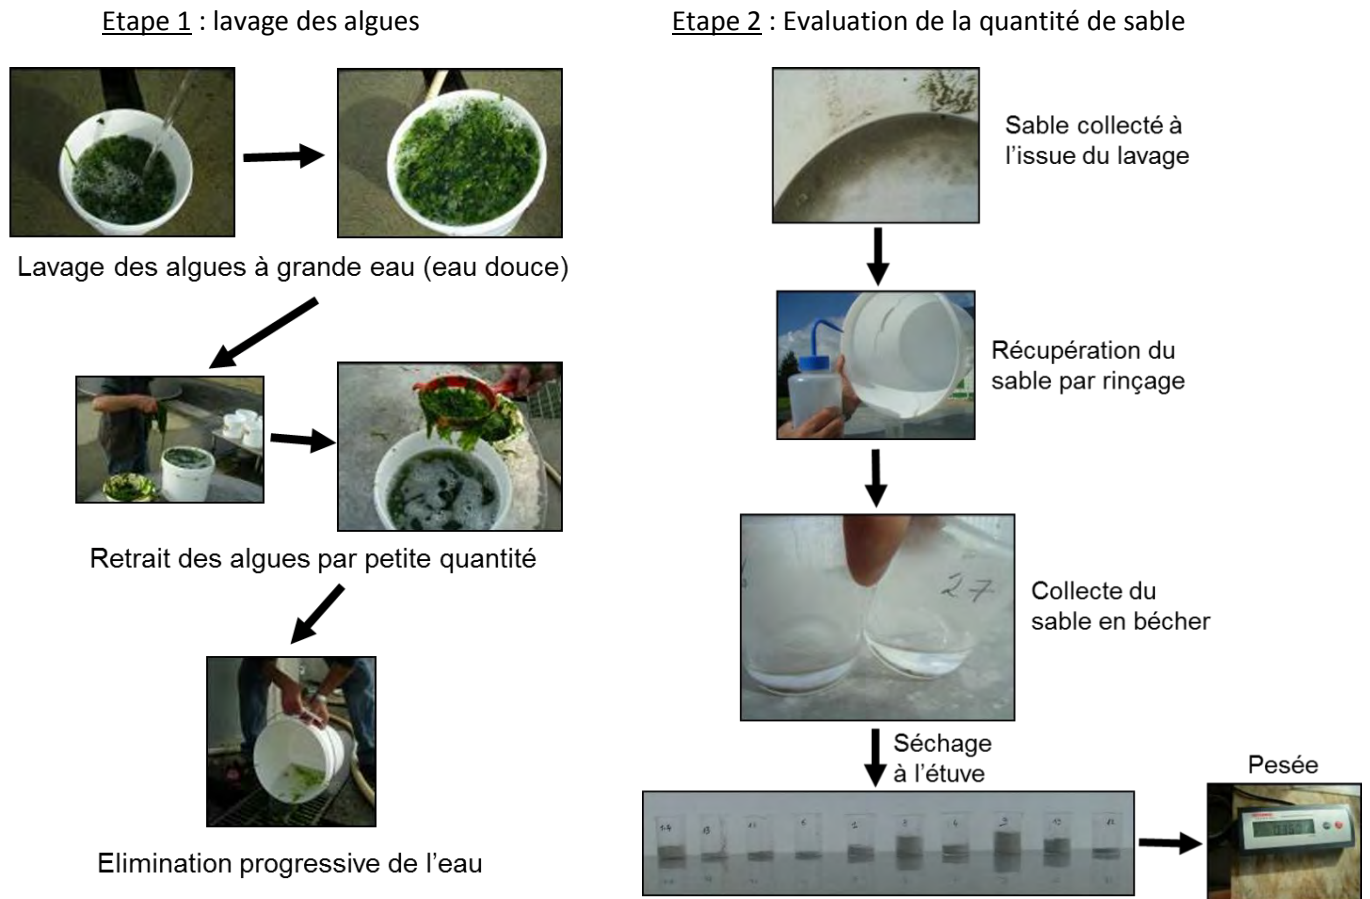 Etape 1 : lavage des algues
Lavage des algues à grande eau (eau douce)
Retrait des algues par petite quantité
Elimination progressive de l'eau
Etape 2 : Evaluation de la quantité de sable
Sable collecté à
l'issue du lavage
Récupération du
sable par rinçage
27
Collecte du
sable en bécher
Séchage
à l'étuve
Pesée